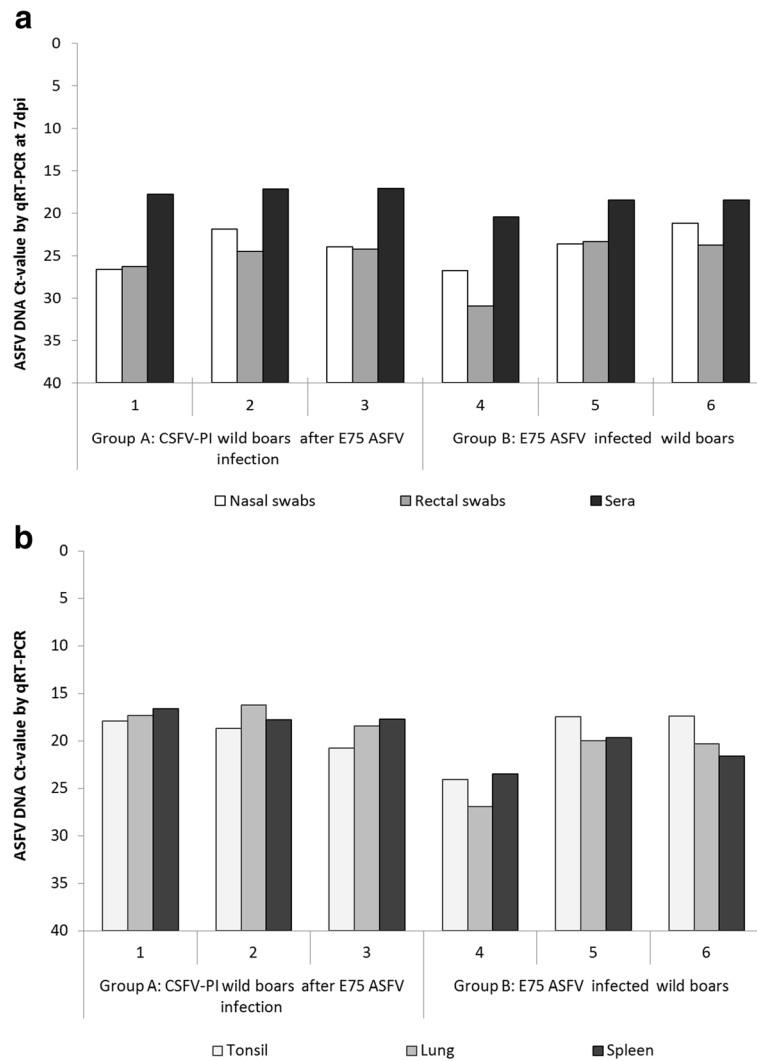 a
ASFV DNA Ct-value by qRT-PCR at 7dpi
0
5
10
15
20
25
30
35
40
1 2 3 4 5 6
Group A: CSFV-PI wild boars after E75 ASFV infection
Group B: E75 ASFV infected wild boars
Nasal swabs Rectal swabs Sera
b
ASFV DNA Ct-value by qRT-PCR
0
5
10
15
20
25
30
35
40
1 2 3 4 5 6
Group A: CSFV-PI wild boars after E75 ASFV
infection
Group B: E75 ASFV infected wild boars
Tonsil Lung Spleen